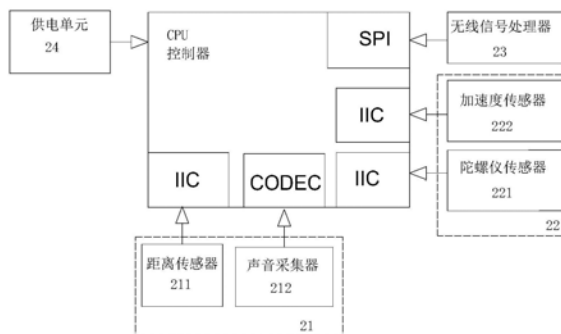 供电单元
24
CPU
控制器
SPI
无线信号处理器
23
IIC
加速度传感器
222
IIC
陀螺仪传感器
221
22
IIC
CODEC
距离传感器
211
声音采集器
212
21